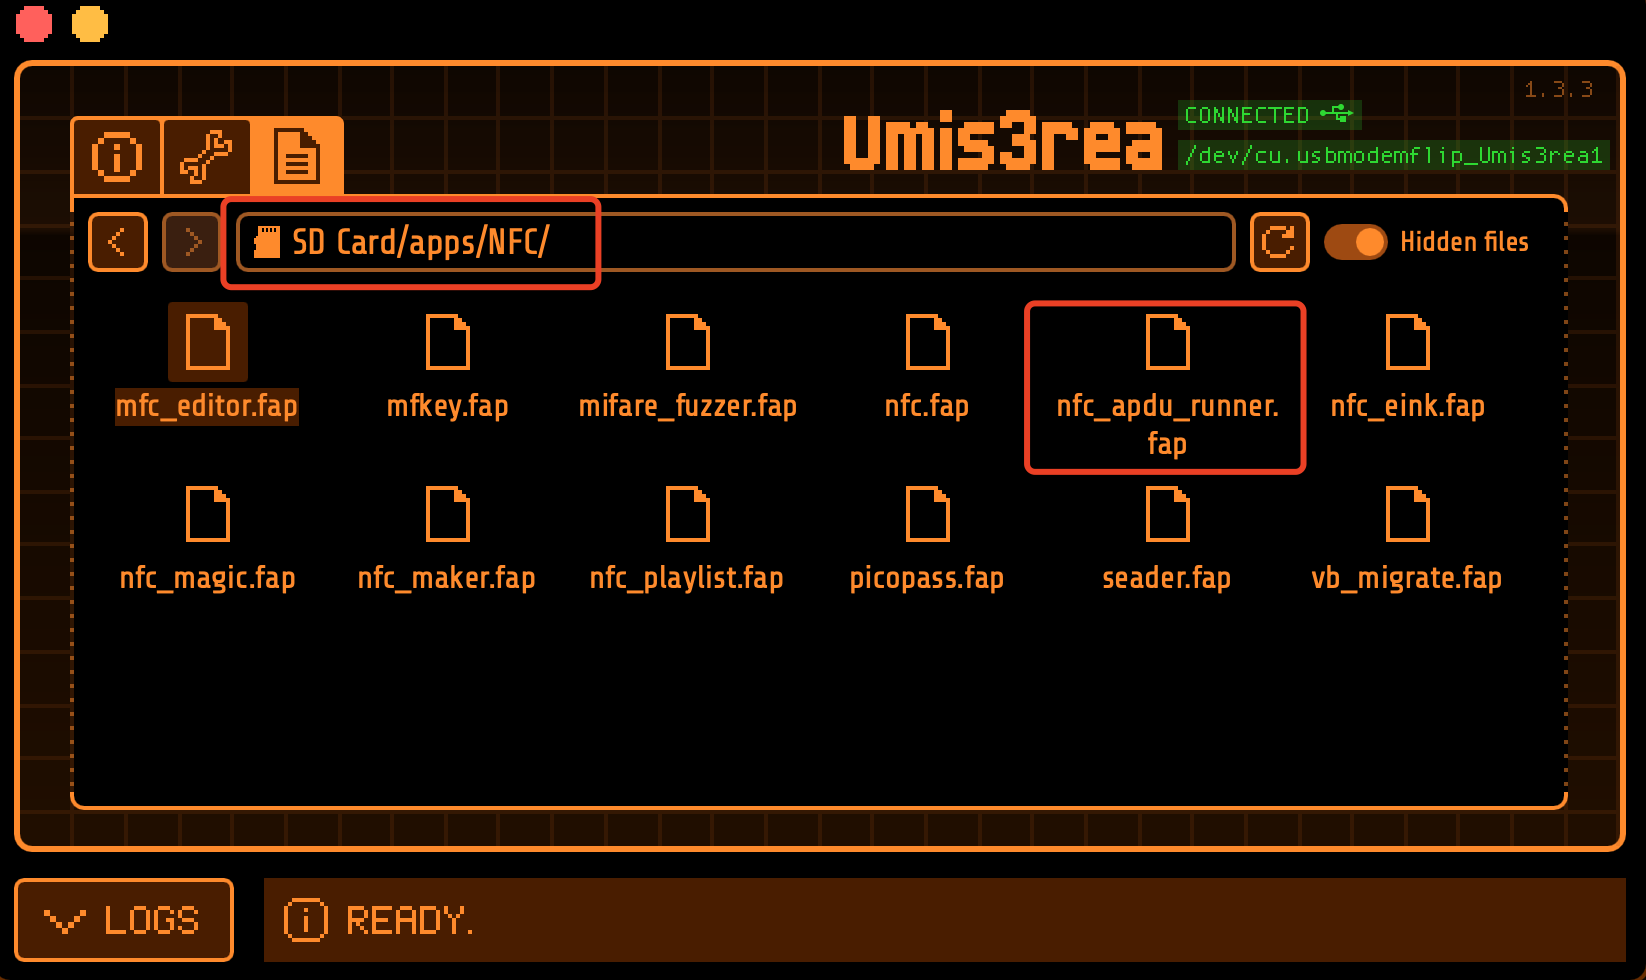 1.3.3
Umis3rea
CONNECTED
/dev/cu.usbmodemflip_Umis3rea1
SD Card/apps/NFC/
Hidden files
mfc_editor.fap
mfkey.fap
mifare_fuzzer.fap
nfc.fap
nfc_apdu_runner.
fap
nfc_eink.fap
nfc_magic.fap
nfc_maker.fap
nfc_playlist.fap
picopass.fap
seader.fap
vb_migrate.fap
LOGS
READY.